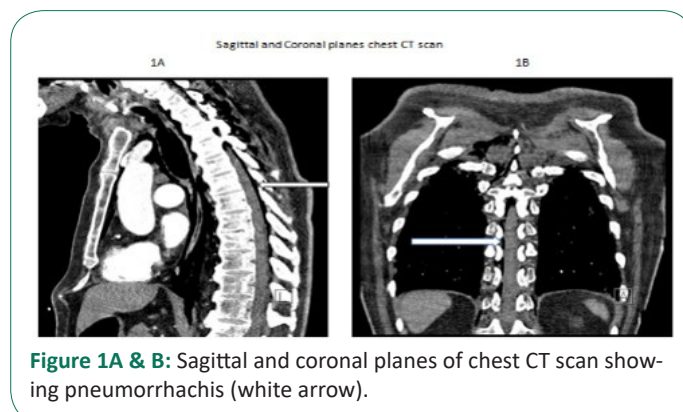 Sagittal and Coronal planes chest CT scan
1A
1B
Figure 1A & B: Sagittal and coronal planes of chest CT scan show-
ing pneumorrhachis (white arrow).